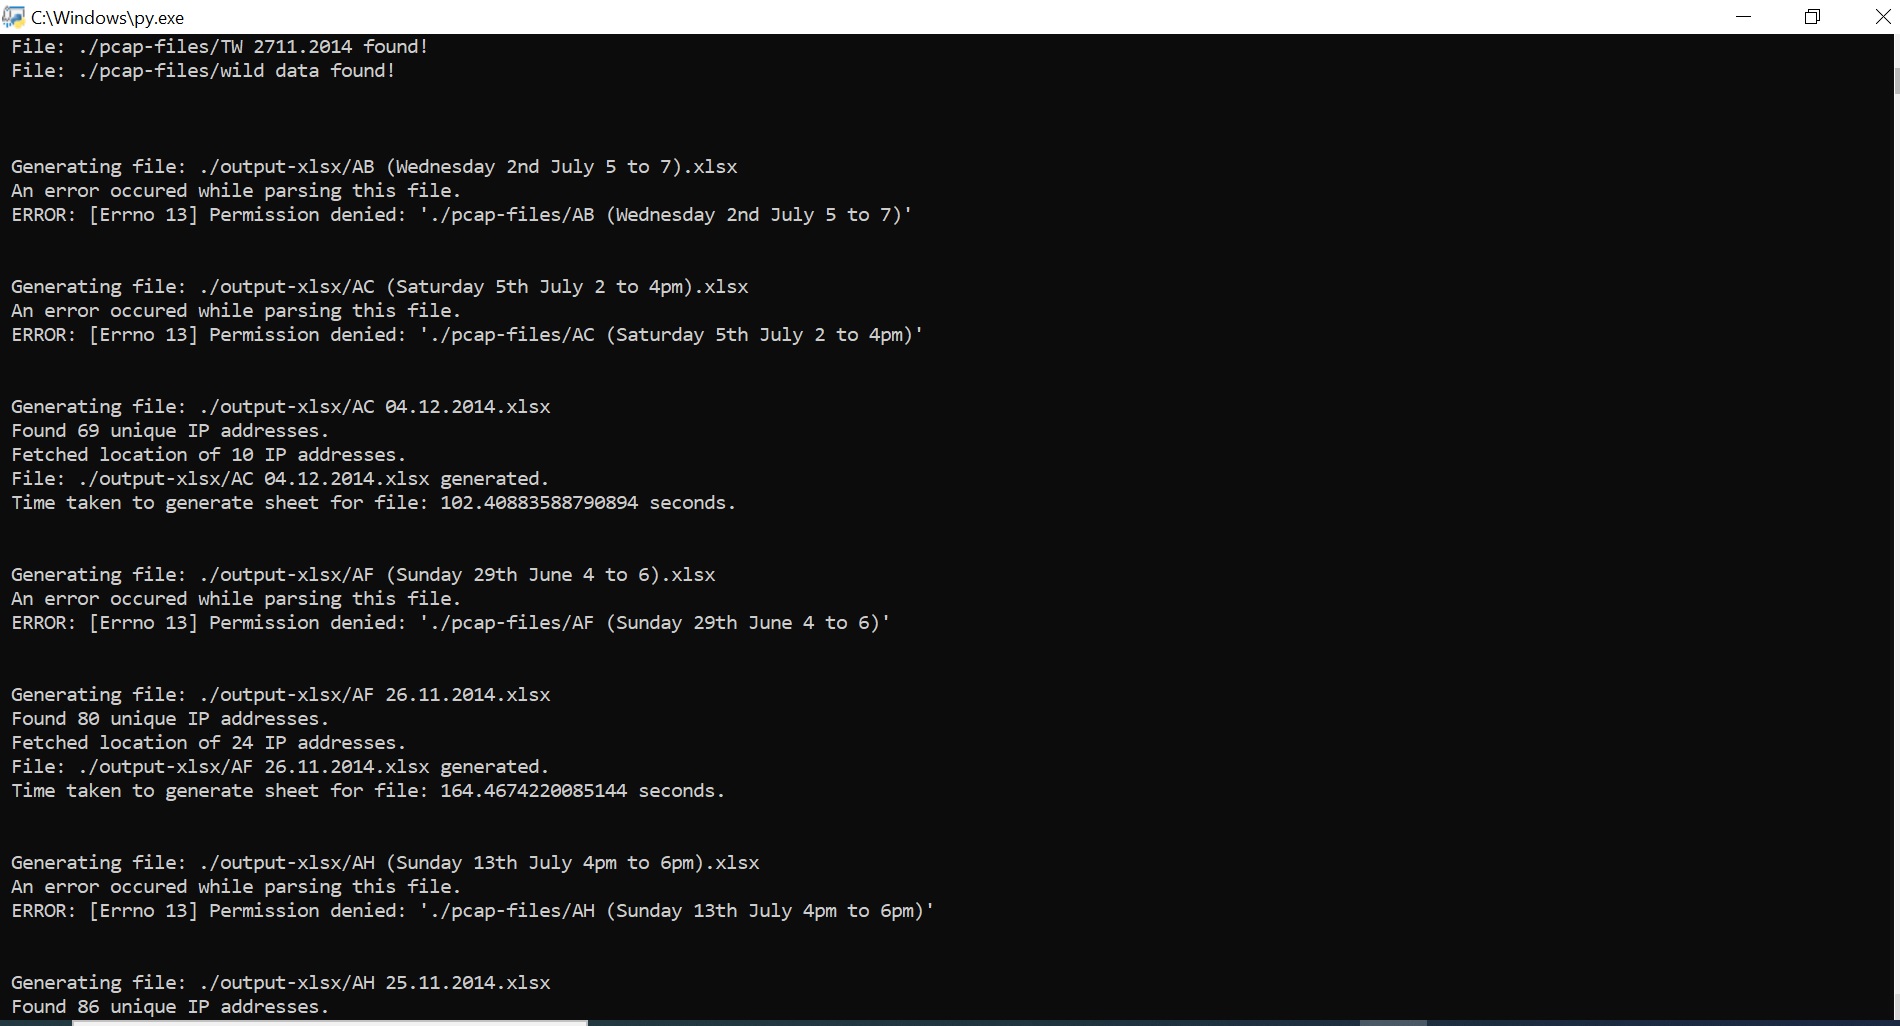 C:\Windows\py.exe
File: ./pcap-files/TW 2711.2014 found!
File: ./pcap-files/wild data found!
Generating file: ./output-xlsx/AB (Wednesday 2nd July 5 to 7).xlsx
An error occured while parsing this file.
ERROR: [Errno 13] Permission denied: './pcap-files/AB (Wednesday 2nd July 5 to 7)'
Generating file: ./output-xlsx/AC (Saturday 5th July 2 to 4pm).xlsx
An error occured while parsing this file.
ERROR: [Errno 13] Permission denied: './pcap-files/AC (Saturday 5th July 2 to 4pm)'
Generating file: ./output-xlsx/AC 04.12.2014.xlsx
Found 69 unique IP addresses.
Fetched location of 10 IP addresses.
File: ./output-xlsx/AC 04.12.2014.xlsx generated.
Time taken to generate sheet for file: 102.40883588790894 seconds.
Generating file: ./output-xlsx/AF (Sunday 29th June 4 to 6).xlsx
An error occured while parsing this file.
ERROR: [Errno 13] Permission denied: './pcap-files/AF (Sunday 29th June 4 to 6)'
Generating file: ./output-xlsx/AF 26.11.2014.xlsx
Found 80 unique IP addresses.
Fetched location of 24 IP addresses.
File: ./output-xlsx/AF 26.11.2014.xlsx generated.
Time taken to generate sheet for file: 164.4674220085144 seconds.
Generating file: ./output-xlsx/AH (Sunday 13th July 4pm to 6pm).xlsx
An error occured while parsing this file.
ERROR: [Errno 13] Permission denied: './pcap-files/AH (Sunday 13th July 4pm to 6pm)'
Generating file: ./output-xlsx/AH 25.11.2014.xlsx
Found 86 unique IP addresses.